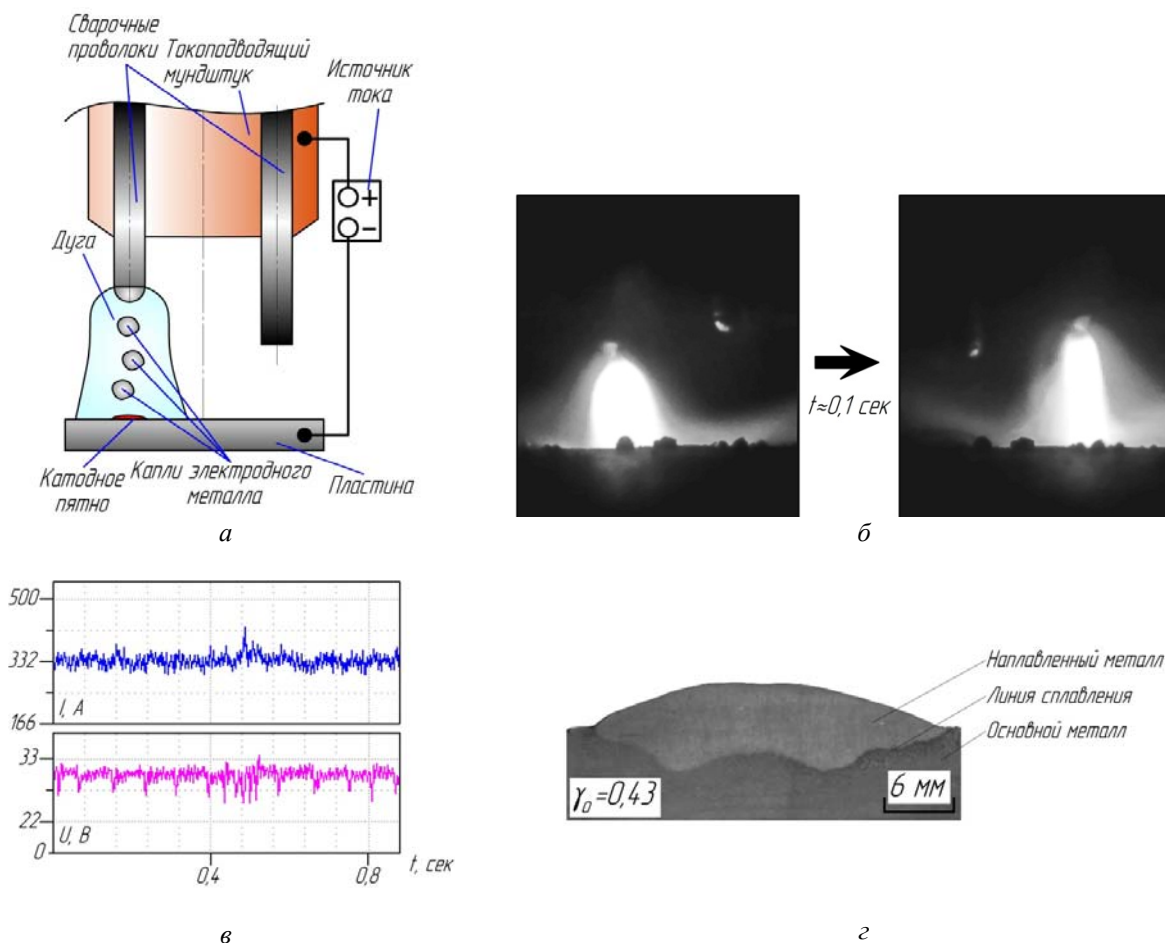 Сварочные
проволоки
Токоподводящий
мундштук
Источник
тока
+
−
Дуга
Катодное
пятно
Капли электродного
металла
Пластина
а
t≈0,1 сек
б
500
332
166
I, А
33
22
0
U, В
0,4
0,8
t, сек
в
Наплавленный металл
Линия сплавления
Основной металл
γ₀=0,43
6 мм
г